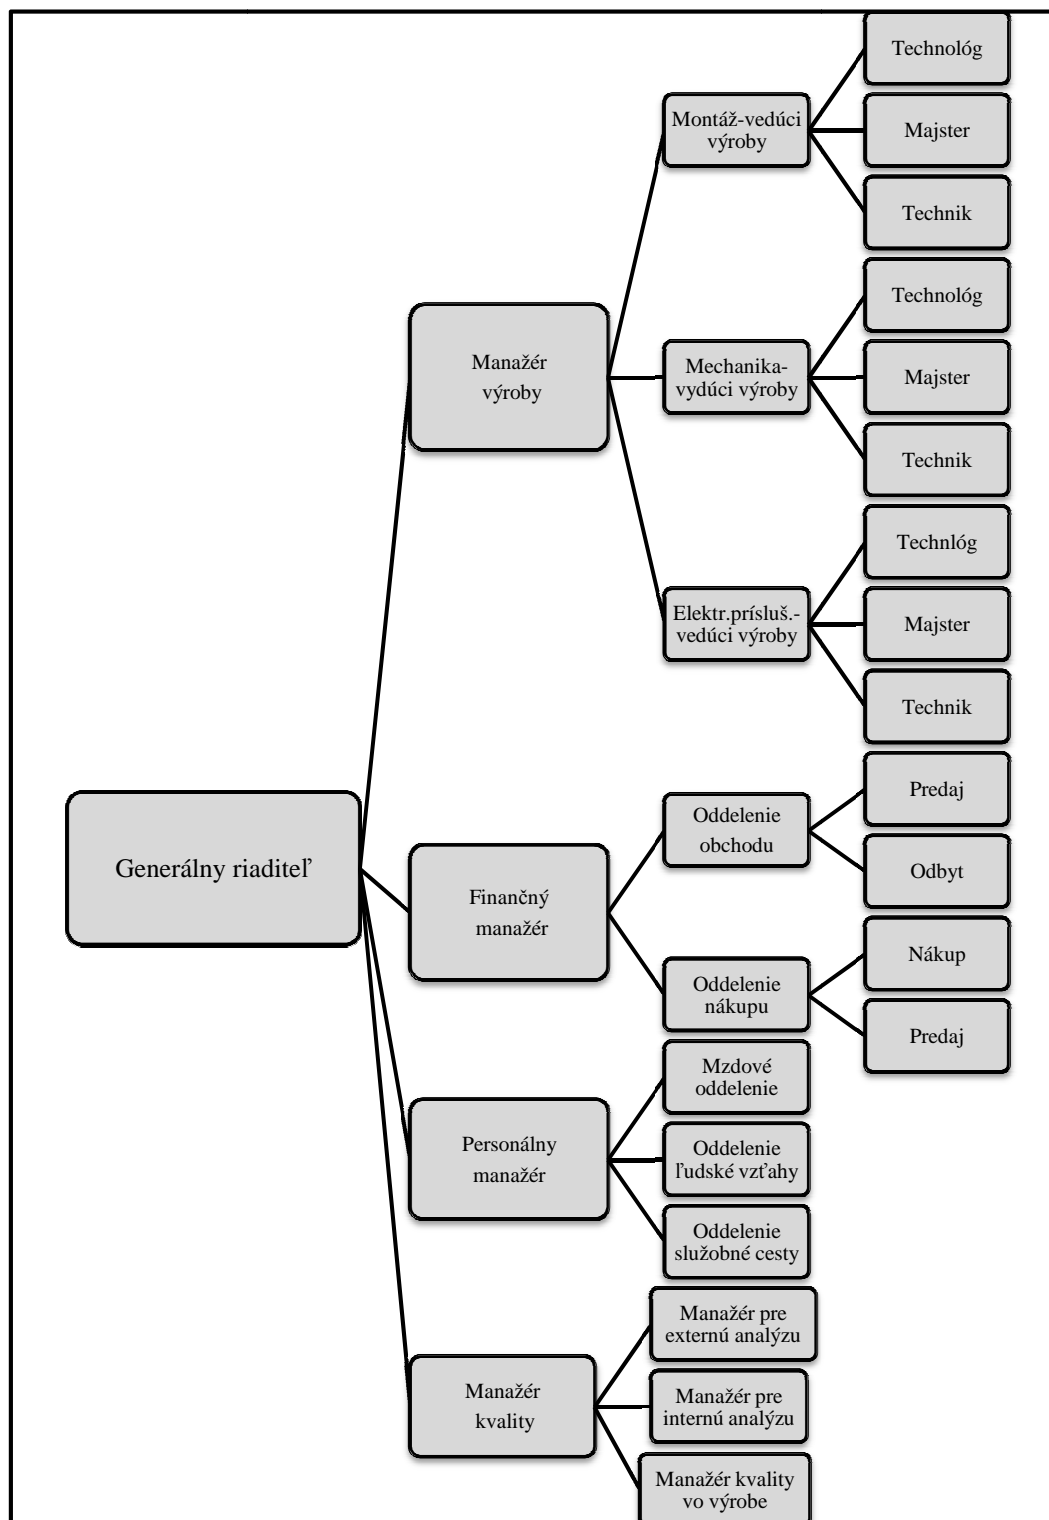 Technológ
Montáž-vedúci
výroby
Majster
Technik
Technológ
Manažér
výroby
Mechanika-
vydúci výroby
Majster
Technik
Technlóg
Elektr.prísluš.-
vedúci výroby
Majster
Technik
Generálny riaditeľ
Predaj
Oddelenie
obchodu
Odbyt
Finančný
manažér
Nákup
Oddelenie
nákupu
Predaj
Mzdové
oddelenie
Personálny
manažér
Oddelenie
ľudské vzťahy
Oddelenie
služobné cesty
Manažér pre
externú analýzu
Manažér
kvality
Manažér pre
internú analýzu
Manažér kvality
vo výrobe